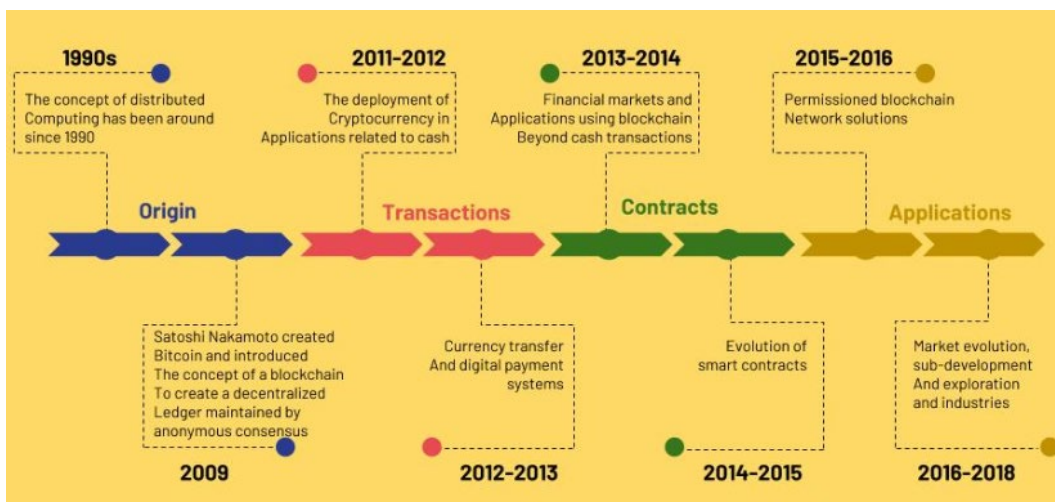 1990s
The concept of distributed
Computing has been around
since 1990
2011-2012
The deployment of
Cryptocurrency in
Applications related to cash
2013-2014
Financial markets and
Applications using blockchain
Beyond cash transactions
2015-2016
Permissioned blockchain
Network solutions
Origin
Transactions
Contracts
Applications
Satoshi Nakamoto created
Bitcoin and introduced
The concept of a blockchain
To create a decentralized
Ledger maintained by
anonymous consensus
2009
Currency transfer
And digital payment
systems
2012-2013
Evolution of
smart contracts
2014-2015
Market evolution,
sub-development
And exploration
and industries
2016-2018